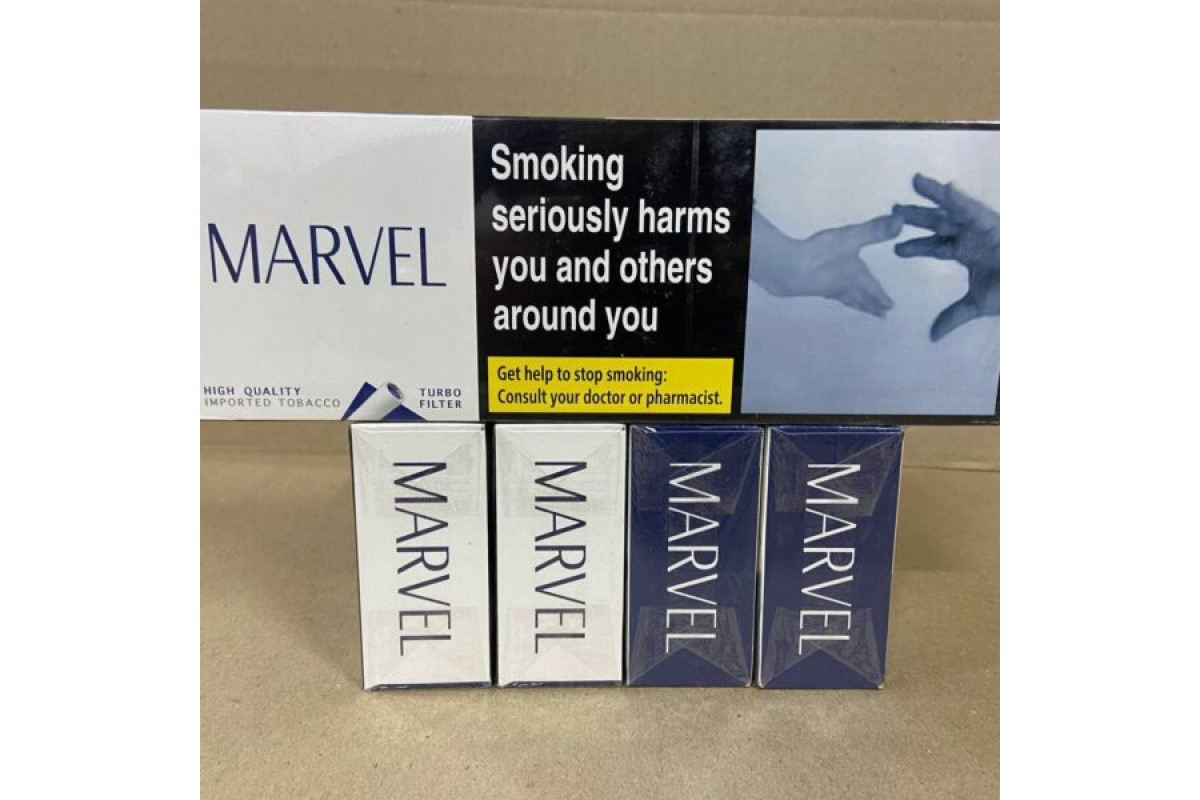 MARVEL
HIGH QUALITY
IMPORTED TOBACCO
TURBO
FILTER
Smoking
seriously harms
you and others
around you
Get help to stop smoking:
Consult your doctor or pharmacist.
MARVEL
MARVEL
MARVEL
MARVEL